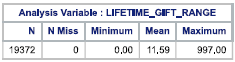 Analysis Variable : LIFETIME_GIFT_RANGE
N N Miss Minimum Mean Maximum
19372 0 0,00 11,59 997,00